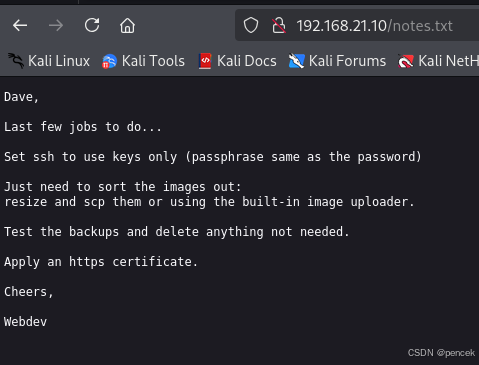 192.168.21.10/notes.txt
Kali Linux Kali Tools Kali Docs Kali Forums Kali NetH
Dave,
Last few jobs to do...
Set ssh to use keys only (passphrase same as the password)
Just need to sort the images out:
resize and scp them or using the built-in image uploader.
Test the backups and delete anything not needed.
Apply an https certificate.
Cheers,
Webdev
CSDN @pencek